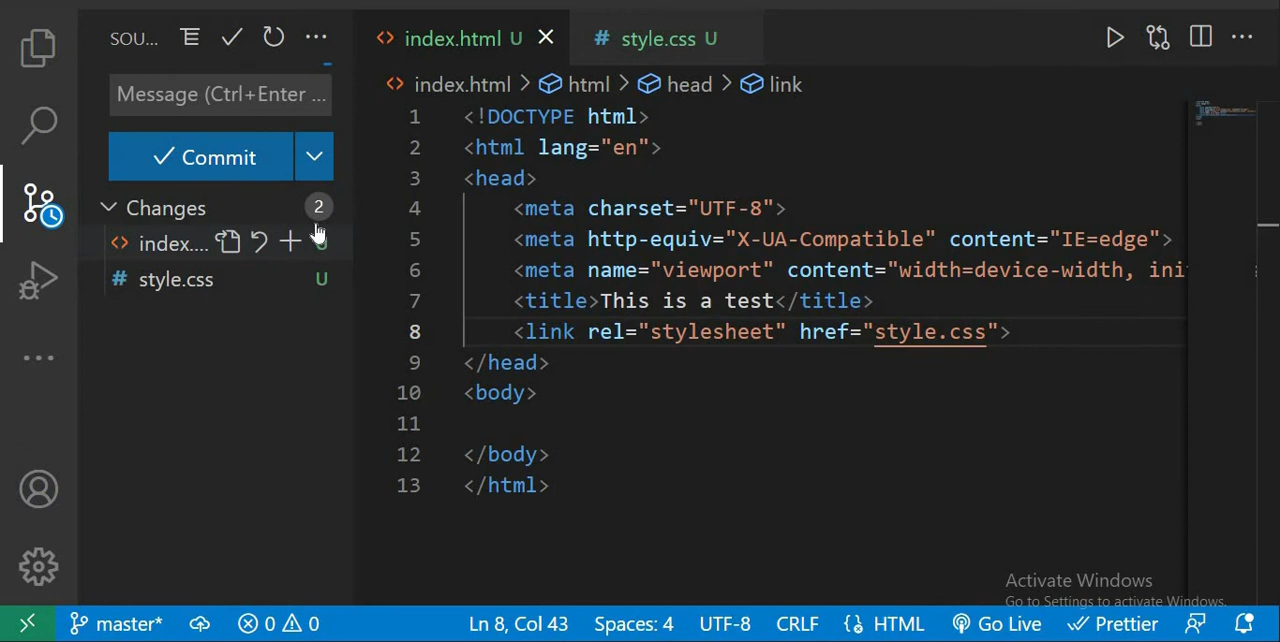 SOU...
Message (Ctrl+Enter ...
Commit
Changes 2
index.... U
style.css U
index.html U
style.css U
index.html > html > head > link
1 <!DOCTYPE html>
2 <html lang="en">
3 <head>
4 <meta charset="UTF-8">
5 <meta http-equiv="X-UA-Compatible" content="IE=edge">
6 <meta name="viewport" content="width=device-width, ini
7 <title>This is a test</title>
8 <link rel="stylesheet" href="style.css">
9 </head>
10 <body>
11
12 </body>
13 </html>
Activate Windows
Go to Settings to activate Windows.
master* 0 0 Ln 8, Col 43 Spaces: 4 UTF-8 CRLF HTML Go Live Prettier